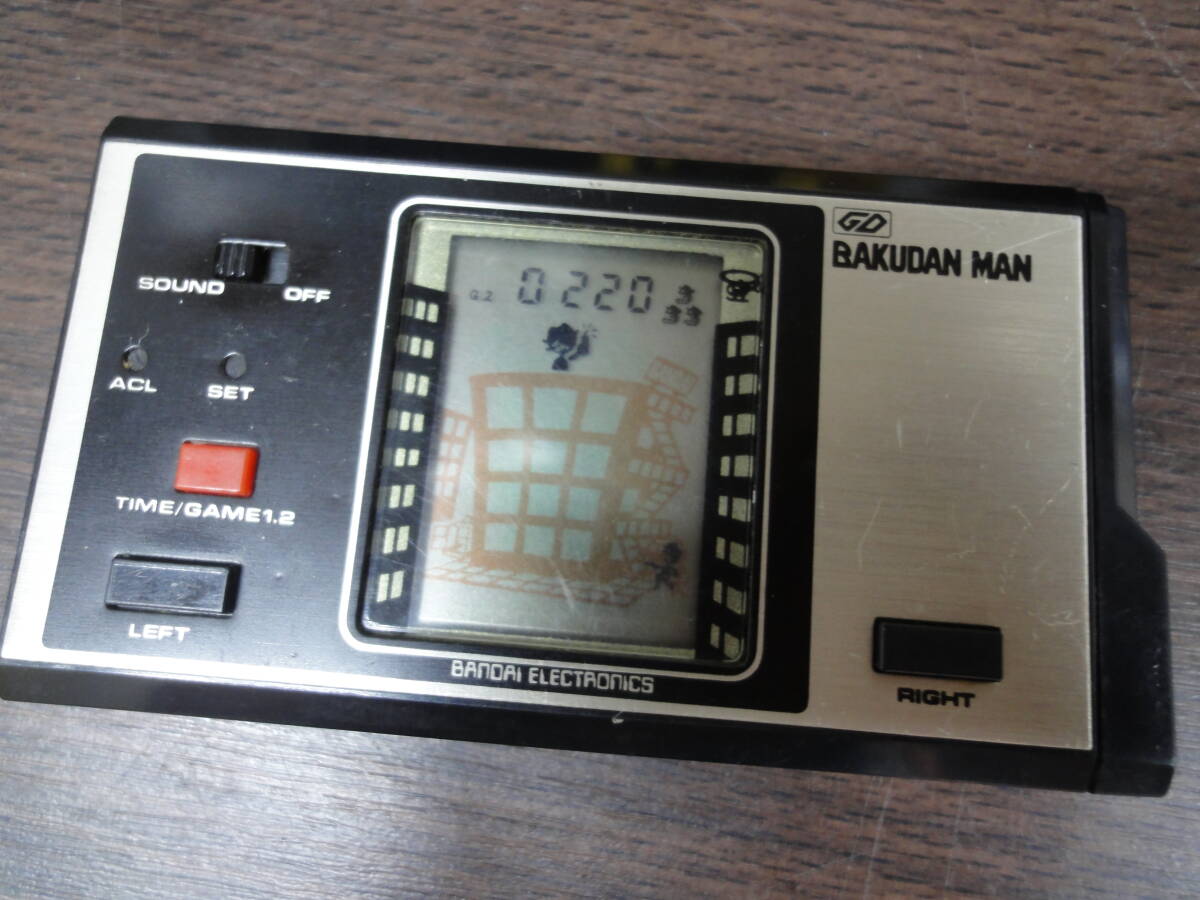 GD
BAKUDAN MAN
SOUND OFF
ACL SET
TIME/GAME1.2
LEFT
G.2 0220
BANDAI ELECTRONICS
RIGHT